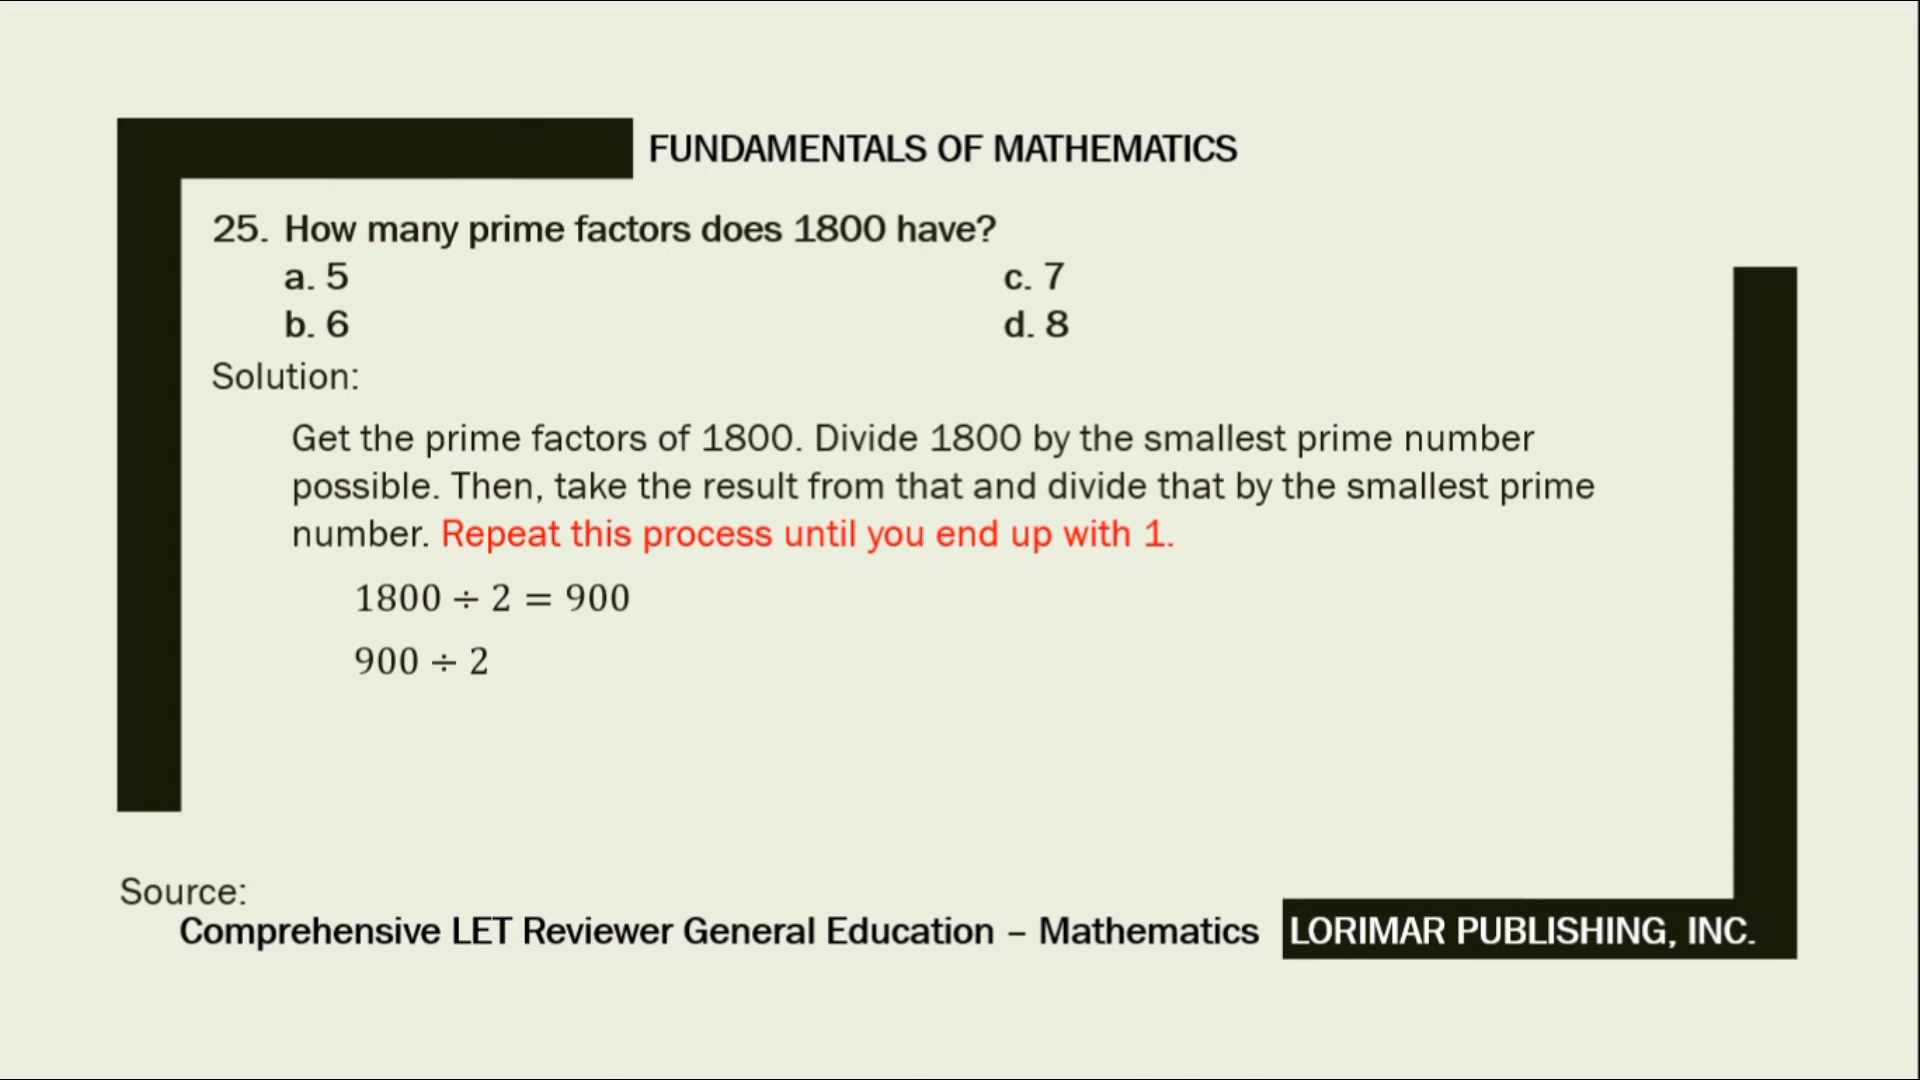 FUNDAMENTALS OF MATHEMATICS
25. How many prime factors does 1800 have?
a. 5 c. 7
b. 6 d. 8
Solution:
Get the prime factors of 1800. Divide 1800 by the smallest prime number
possible. Then, take the result from that and divide that by the smallest prime
number. Repeat this process until you end up with 1.
1800 ÷ 2 = 900
900 ÷ 2
Source:
Comprehensive LET Reviewer General Education – Mathematics LORIMAR PUBLISHING, INC.